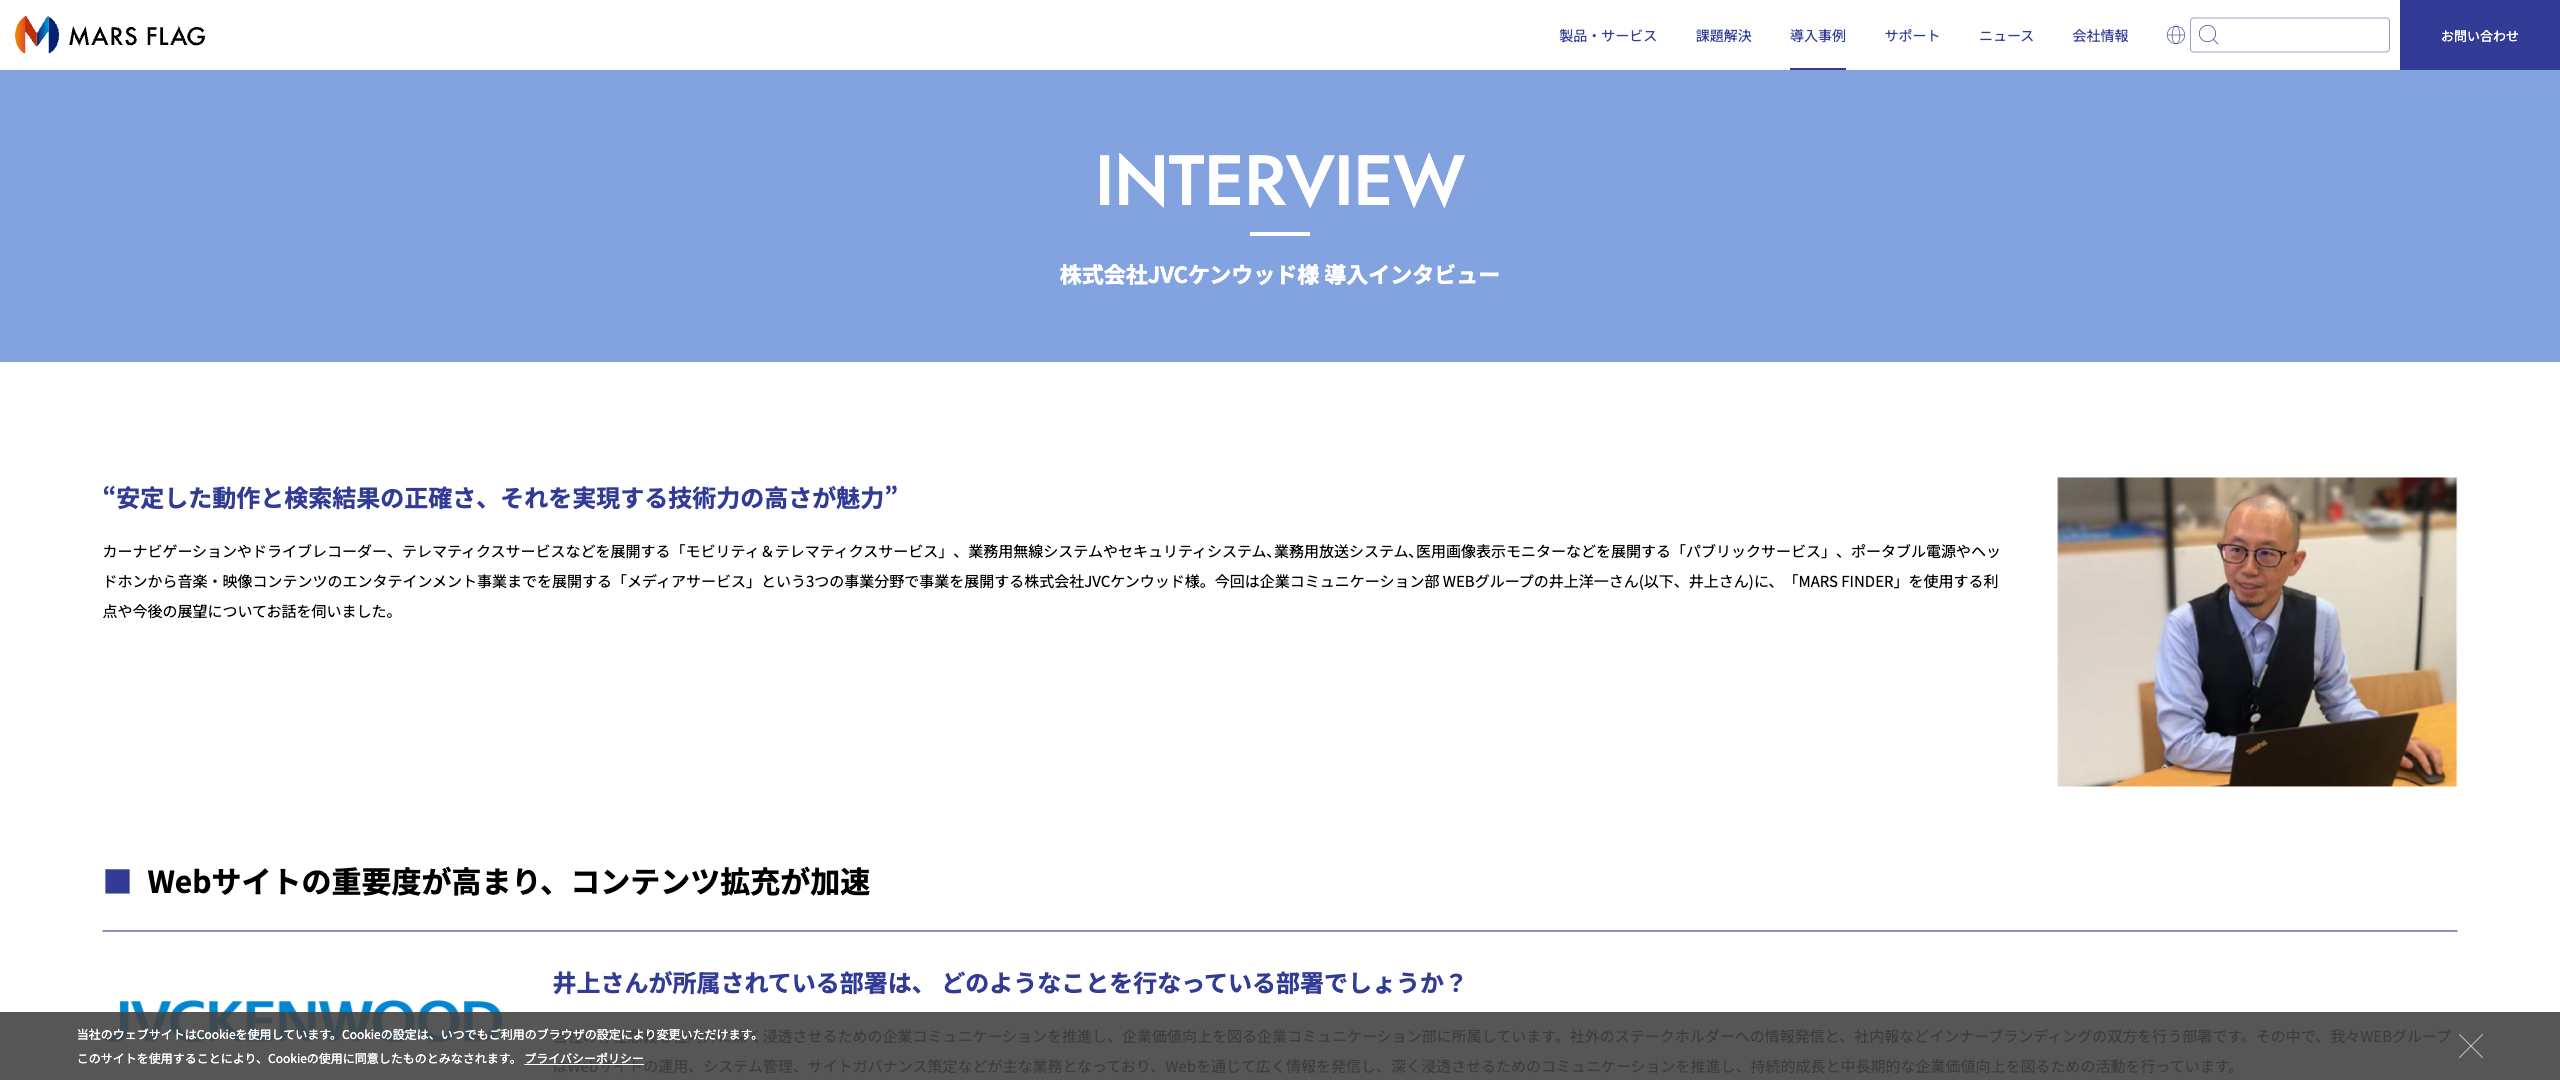 MARS FLAG
製品・サービス 課題解決 導入事例 サポート ニュース 会社情報 お問い合わせ
INTERVIEW
株式会社JVCケンウッド様 導入インタビュー
“安定した動作と検索結果の正確さ、それを実現する技術力の高さが魅力”
カーナビゲーションやドライブレコーダー、テレマティクスサービスなどを展開する「モビリティ＆テレマティクスサービス」、業務用無線システムやセキュリティシステム､業務用放送システム､医用画像表示モニターなどを展開する「パブリックサービス」、ポータブル電源やヘッ
ドホンから音楽・映像コンテンツのエンタテインメント事業までを展開する「メディアサービス」という3つの事業分野で事業を展開する株式会社JVCケンウッド様。今回は企業コミュニケーション部 WEBグループの井上洋一さん(以下、井上さん)に、「MARS FINDER」を使用する利
点や今後の展望についてお話を伺いました。
■ Webサイトの重要度が高まり、コンテンツ拡充が加速
井上さんが所属されている部署は、 どのようなことを行なっている部署でしょうか？
JVCKENWOOD
浸透させるための企業コミュニケーションを推進し、企業価値向上を図る企業コミュニケーション部に所属しています。社外のステークホルダーへの情報発信と、社内報などインナーブランディングの双方を行う部署です。その中で、我々WEBグループ
はWebサイトの運用、システム管理、サイトガバナンス策定などが主な業務となっており、Webを通じて広く情報を発信し、深く浸透させるためのコミュニケーションを推進し、持続的成長と中長期的な企業価値向上を図るための活動を行っています。
当社のウェブサイトはCookieを使用しています。Cookieの設定は、いつでもご利用のブラウザの設定により変更いただけます。
このサイトを使用することにより、Cookieの使用に同意したものとみなされます。 プライバシーポリシー